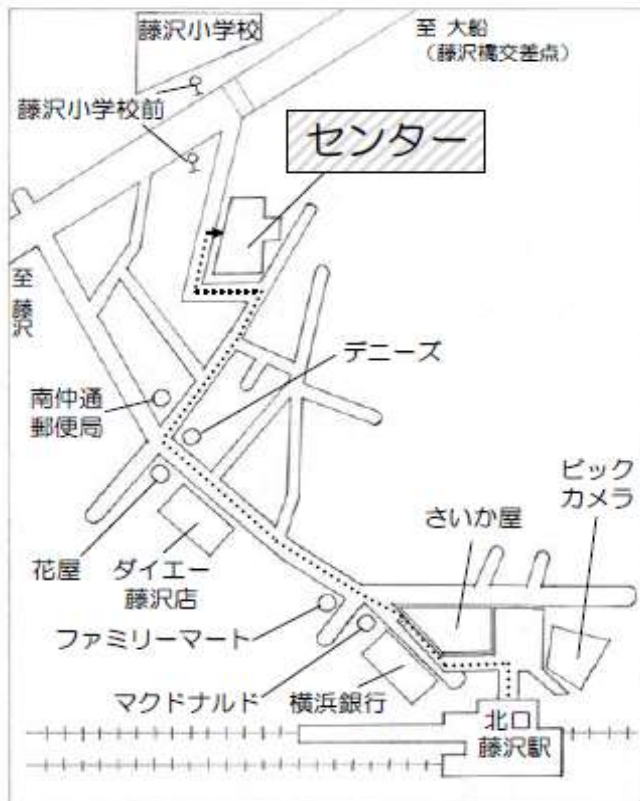 藤沢小学校
至 大船
（藤沢橋交差点）
藤沢小学校前
センター
至 藤沢
デニーズ
南仲通
郵便局
ビック
カメラ
さいか屋
花屋
ダイエー
藤沢店
ファミリーマート
マクドナルド
横浜銀行
北口
藤沢駅